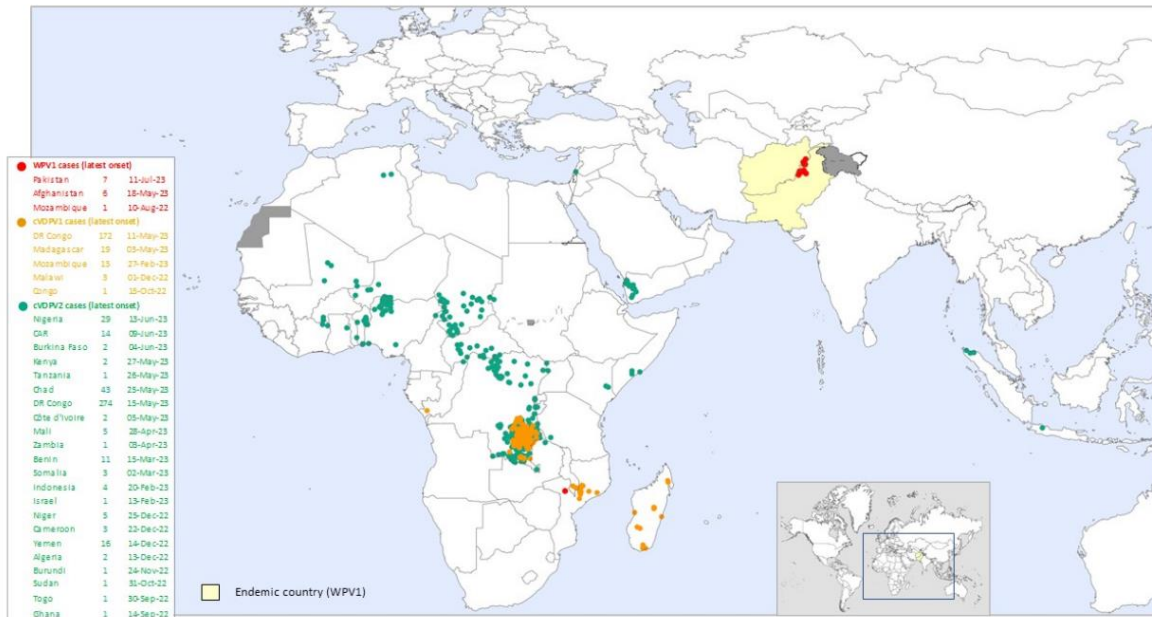 WPV1 cases (latest onset)
Pakistan 7 11-Jul-23
Afghanistan 6 18-May-23
Mozambique 1 10-Aug-22
cVDPV1 cases (latest onset)
DR Congo 172 11-May-23
Madagascar 19 03-May-23
Mozambique 13 27-Feb-23
Malawi 3 01-Dec-22
Congo 1 15-Oct-22
cVDPV2 cases (latest onset)
Nigeria 29 13-Jun-23
CAR 14 09-Jun-23
Burkina Faso 2 04-Jun-23
Kenya 2 27-May-23
Tanzania 1 26-May-23
Chad 43 25-May-23
DR Congo 274 15-May-23
Côte d'Ivoire 2 05-May-23
Mali 5 28-Apr-23
Zambia 1 03-Apr-23
Benin 11 15-Mar-23
Somalia 3 02-Mar-23
Indonesia 4 20-Feb-23
Israel 1 13-Feb-23
Niger 5 25-Dec-22
Cameroon 3 22-Dec-22
Yemen 16 14-Dec-22
Algeria 2 13-Dec-22
Burundi 1 24-Nov-22
Sudan 1 31-Oct-22
Togo 1 30-Sep-22
Ghana 1 14-Sep-22
Endemic country (WPV1)